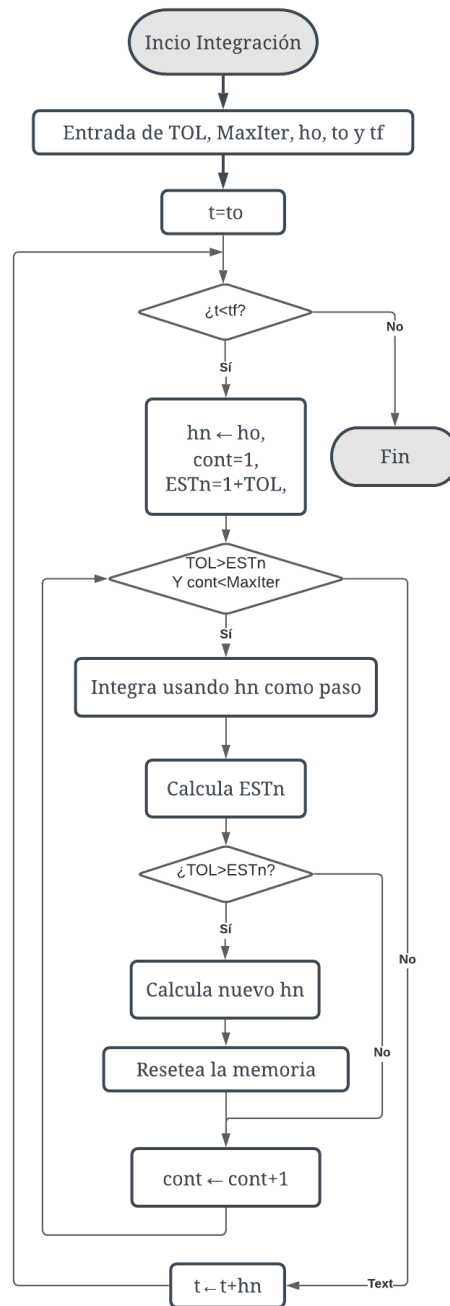 Incio Integración
Entrada de TOL, MaxIter, ho, to y tf
t=to
¿t<tf?
No
Sí
Fin
hn ← ho,
cont=1,
ESTn=1+TOL,
TOL>ESTn
Y cont<MaxIter
Sí
Integra usando hn como paso
Calcula ESTn
¿TOL>ESTn?
Sí
No
Calcula nuevo hn
Resetea la memoria
No
cont ← cont+1
t←t+hn
Text